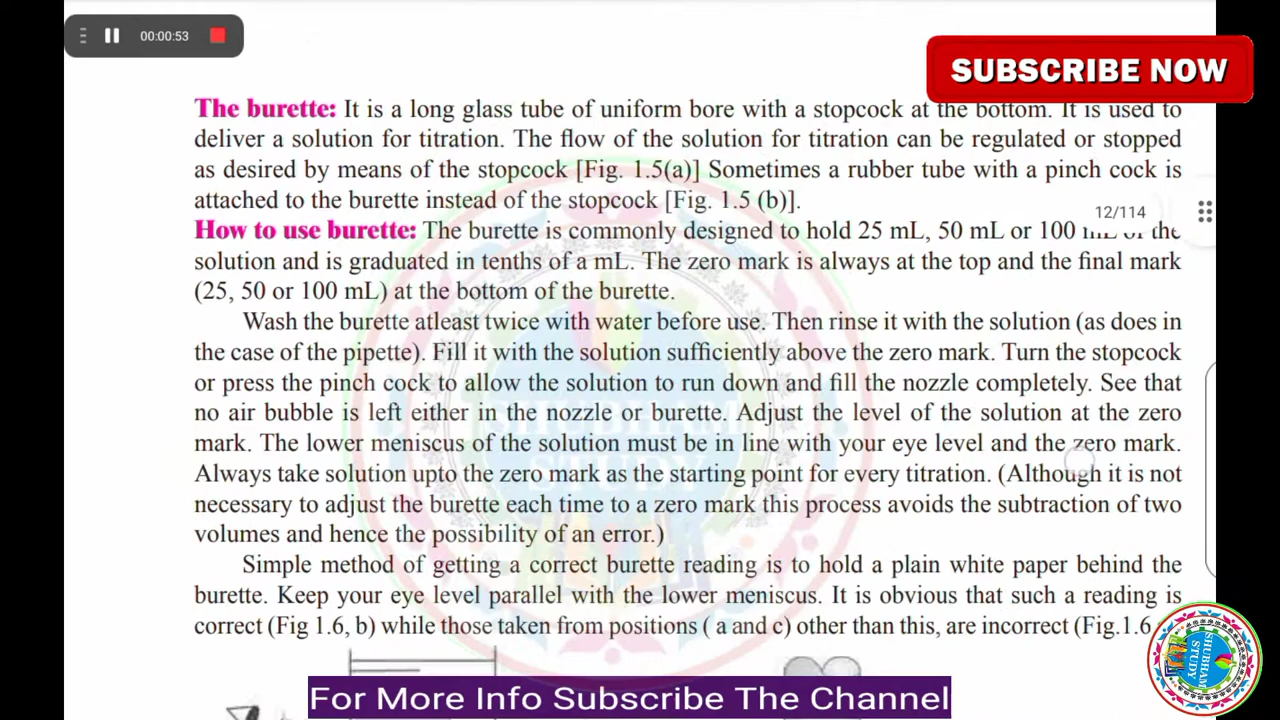 00:00:53
SUBSCRIBE NOW
The burette: It is a long glass tube of uniform bore with a stopcock at the bottom. It is used to
deliver a solution for titration. The flow of the solution for titration can be regulated or stopped
as desired by means of the stopcock [Fig. 1.5(a)] Sometimes a rubber tube with a pinch cock is
attached to the burette instead of the stopcock [Fig. 1.5 (b)].
12/114
How to use burette: The burette is commonly designed to hold 25 mL, 50 mL or 100 mL of the
solution and is graduated in tenths of a mL. The zero mark is always at the top and the final mark
(25, 50 or 100 mL) at the bottom of the burette.
Wash the burette atleast twice with water before use. Then rinse it with the solution (as does in
the case of the pipette). Fill it with the solution sufficiently above the zero mark. Turn the stopcock
or press the pinch cock to allow the solution to run down and fill the nozzle completely. See that
no air bubble is left either in the nozzle or burette. Adjust the level of the solution at the zero
mark. The lower meniscus of the solution must be in line with your eye level and the zero mark.
Always take solution upto the zero mark as the starting point for every titration. (Although it is not
necessary to adjust the burette each time to a zero mark this process avoids the subtraction of two
volumes and hence the possibility of an error.)
Simple method of getting a correct burette reading is to hold a plain white paper behind the
burette. Keep your eye level parallel with the lower meniscus. It is obvious that such a reading is
correct (Fig 1.6, b) while those taken from positions ( a and c) other than this, are incorrect (Fig.1.6
SHUBHAM
STUDY
SHUBHAM
STUDY
For More Info Subscribe The Channel